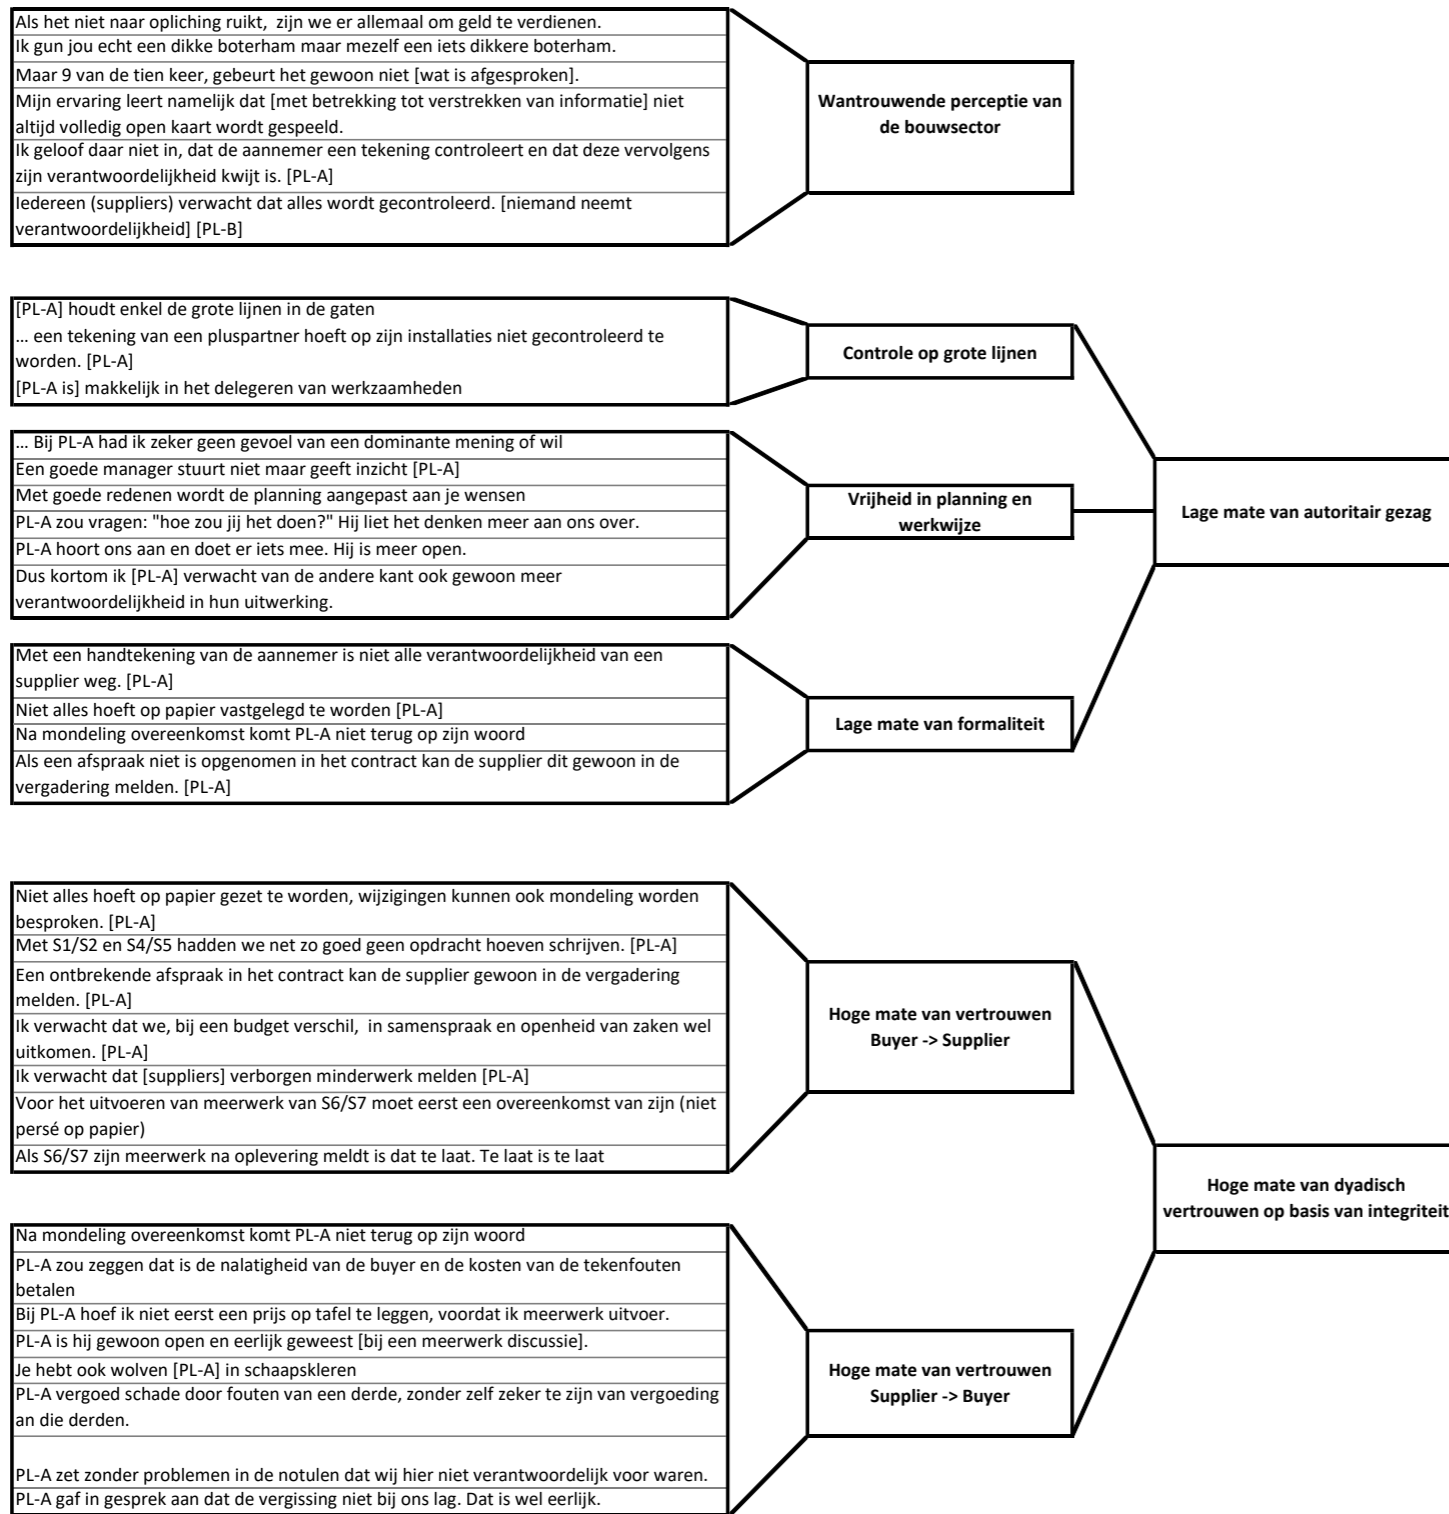 Als het niet naar oplichting ruikt,  zijn we er allemaal om geld te verdienen.
Ik gun jou echt een dikke boterham maar mezelf een iets dikkere boterham.
Maar 9 van de tien keer, gebeurt het gewoon niet [wat is afgesproken].
Mijn ervaring leert namelijk dat [met betrekking tot verstrekken van informatie] niet
altijd volledig open kaart wordt gespeeld.
Ik geloof daar niet in, dat de aannemer een tekening controleert en dat deze vervolgens
zijn verantwoordelijkheid kwijt is. [PL-A]
Iedereen (suppliers) verwacht dat alles wordt gecontroleerd. [niemand neemt
verantwoordelijkheid] [PL-B]
Wantrouwende perceptie van
de bouwsector
[PL-A] houdt enkel de grote lijnen in de gaten
… een tekening van een pluspartner hoeft op zijn installaties niet gecontroleerd te
worden. [PL-A]
[PL-A is] makkelijk in het delegeren van werkzaamheden
Controle op grote lijnen
… Bij PL-A had ik zeker geen gevoel van een dominante mening of wil
Een goede manager stuurt niet maar geeft inzicht [PL-A]
Met goede redenen wordt de planning aangepast aan je wensen
PL-A zou vragen: "hoe zou jij het doen?" Hij liet het denken meer aan ons over.
PL-A hoort ons aan en doet er iets mee. Hij is meer open.
Dus kortom ik [PL-A] verwacht van de andere kant ook gewoon meer
verantwoordelijkheid in hun uitwerking.
Vrijheid in planning en
werkwijze
Lage mate van autoritair gezag
Met een handtekening van de aannemer is niet alle verantwoordelijkheid van een
supplier weg. [PL-A]
Niet alles hoeft op papier vastgelegd te worden [PL-A]
Na mondeling overeenkomst komt PL-A niet terug op zijn woord
Als een afspraak niet is opgenomen in het contract kan de supplier dit gewoon in de
vergadering melden. [PL-A]
Lage mate van formaliteit
Niet alles hoeft op papier gezet te worden, wijzigingen kunnen ook mondeling worden
besproken. [PL-A]
Met S1/S2 en S4/S5 hadden we net zo goed geen opdracht hoeven schrijven. [PL-A]
Een ontbrekende afspraak in het contract kan de supplier gewoon in de vergadering
melden. [PL-A]
Ik verwacht dat we, bij een budget verschil,  in samenspraak en openheid van zaken wel
uitkomen. [PL-A]
Ik verwacht dat [suppliers] verborgen minderwerk melden [PL-A]
Voor het uitvoeren van meerwerk van S6/S7 moet eerst een overeenkomst van zijn (niet
persé op papier)
Als S6/S7 zijn meerwerk na oplevering meldt is dat te laat. Te laat is te laat
Hoge mate van vertrouwen
Buyer -> Supplier
Hoge mate van dyadisch
vertrouwen op basis van integriteit
Na mondeling overeenkomst komt PL-A niet terug op zijn woord
PL-A zou zeggen dat is de nalatigheid van de buyer en de kosten van de tekenfouten
betalen
Bij PL-A hoef ik niet eerst een prijs op tafel te leggen, voordat ik meerwerk uitvoer.
PL-A is hij gewoon open en eerlijk geweest [bij een meerwerk discussie].
Je hebt ook wolven [PL-A] in schaapskleren
PL-A vergoed schade door fouten van een derde, zonder zelf zeker te zijn van vergoeding
an die derden.
PL-A zet zonder problemen in de notulen dat wij hier niet verantwoordelijk voor waren.
PL-A gaf in gesprek aan dat de vergissing niet bij ons lag. Dat is wel eerlijk.
Hoge mate van vertrouwen
Supplier -> Buyer